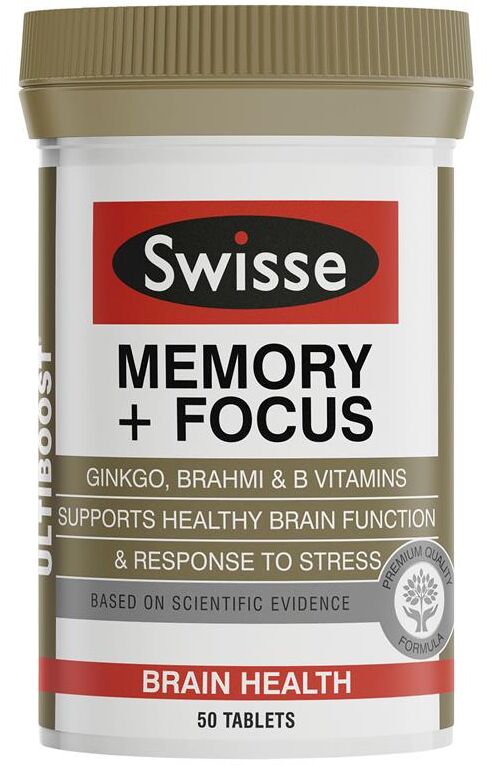 Swisse
MEMORY
+ FOCUS
GINKGO, BRAHMI & B VITAMINS
SUPPORTS HEALTHY BRAIN FUNCTION
& RESPONSE TO STRESS
BASED ON SCIENTIFIC EVIDENCE
PREMIUM QUALITY
FORMULA
BRAIN HEALTH
50 TABLETS
ULTIBOOST